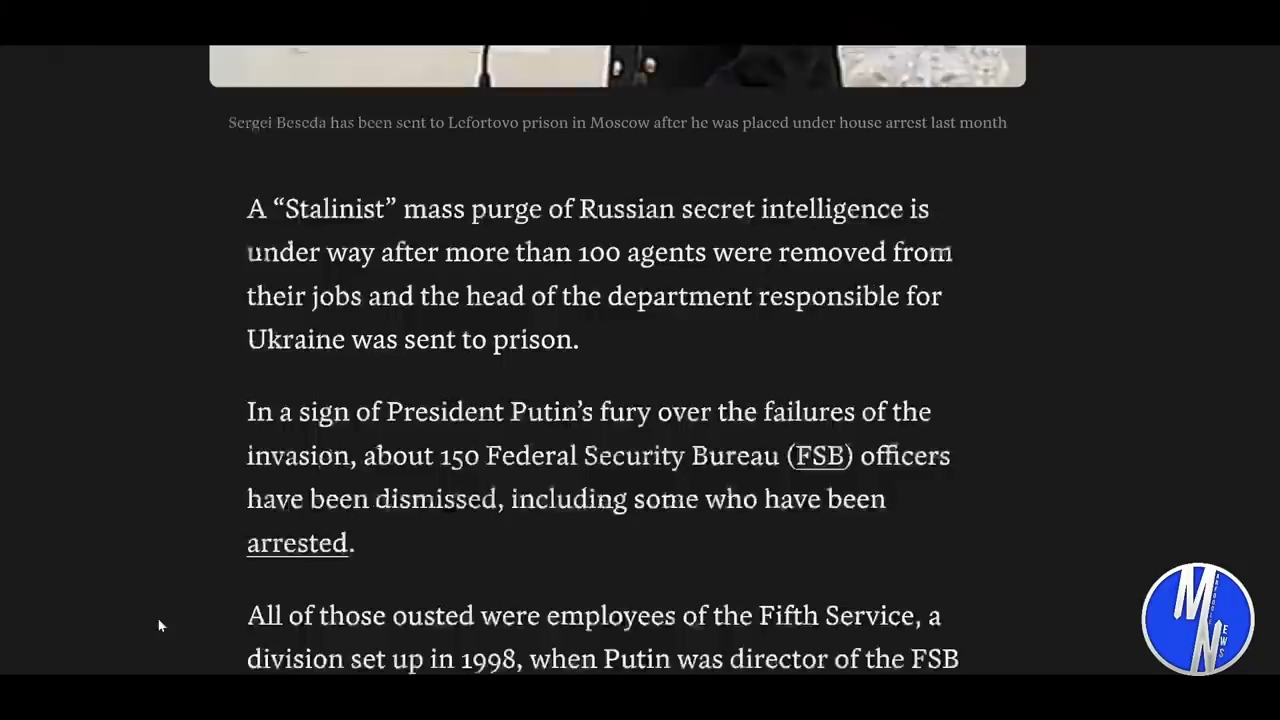 Sergei Beseda has been sent to Lefortovo prison in Moscow after he was placed under house arrest last month
A “Stalinist” mass purge of Russian secret intelligence is
under way after more than 100 agents were removed from
their jobs and the head of the department responsible for
Ukraine was sent to prison.
In a sign of President Putin’s fury over the failures of the
invasion, about 150 Federal Security Bureau (FSB) officers
have been dismissed, including some who have been
arrested.
All of those ousted were employees of the Fifth Service, a
division set up in 1998, when Putin was director of the FSB
MN